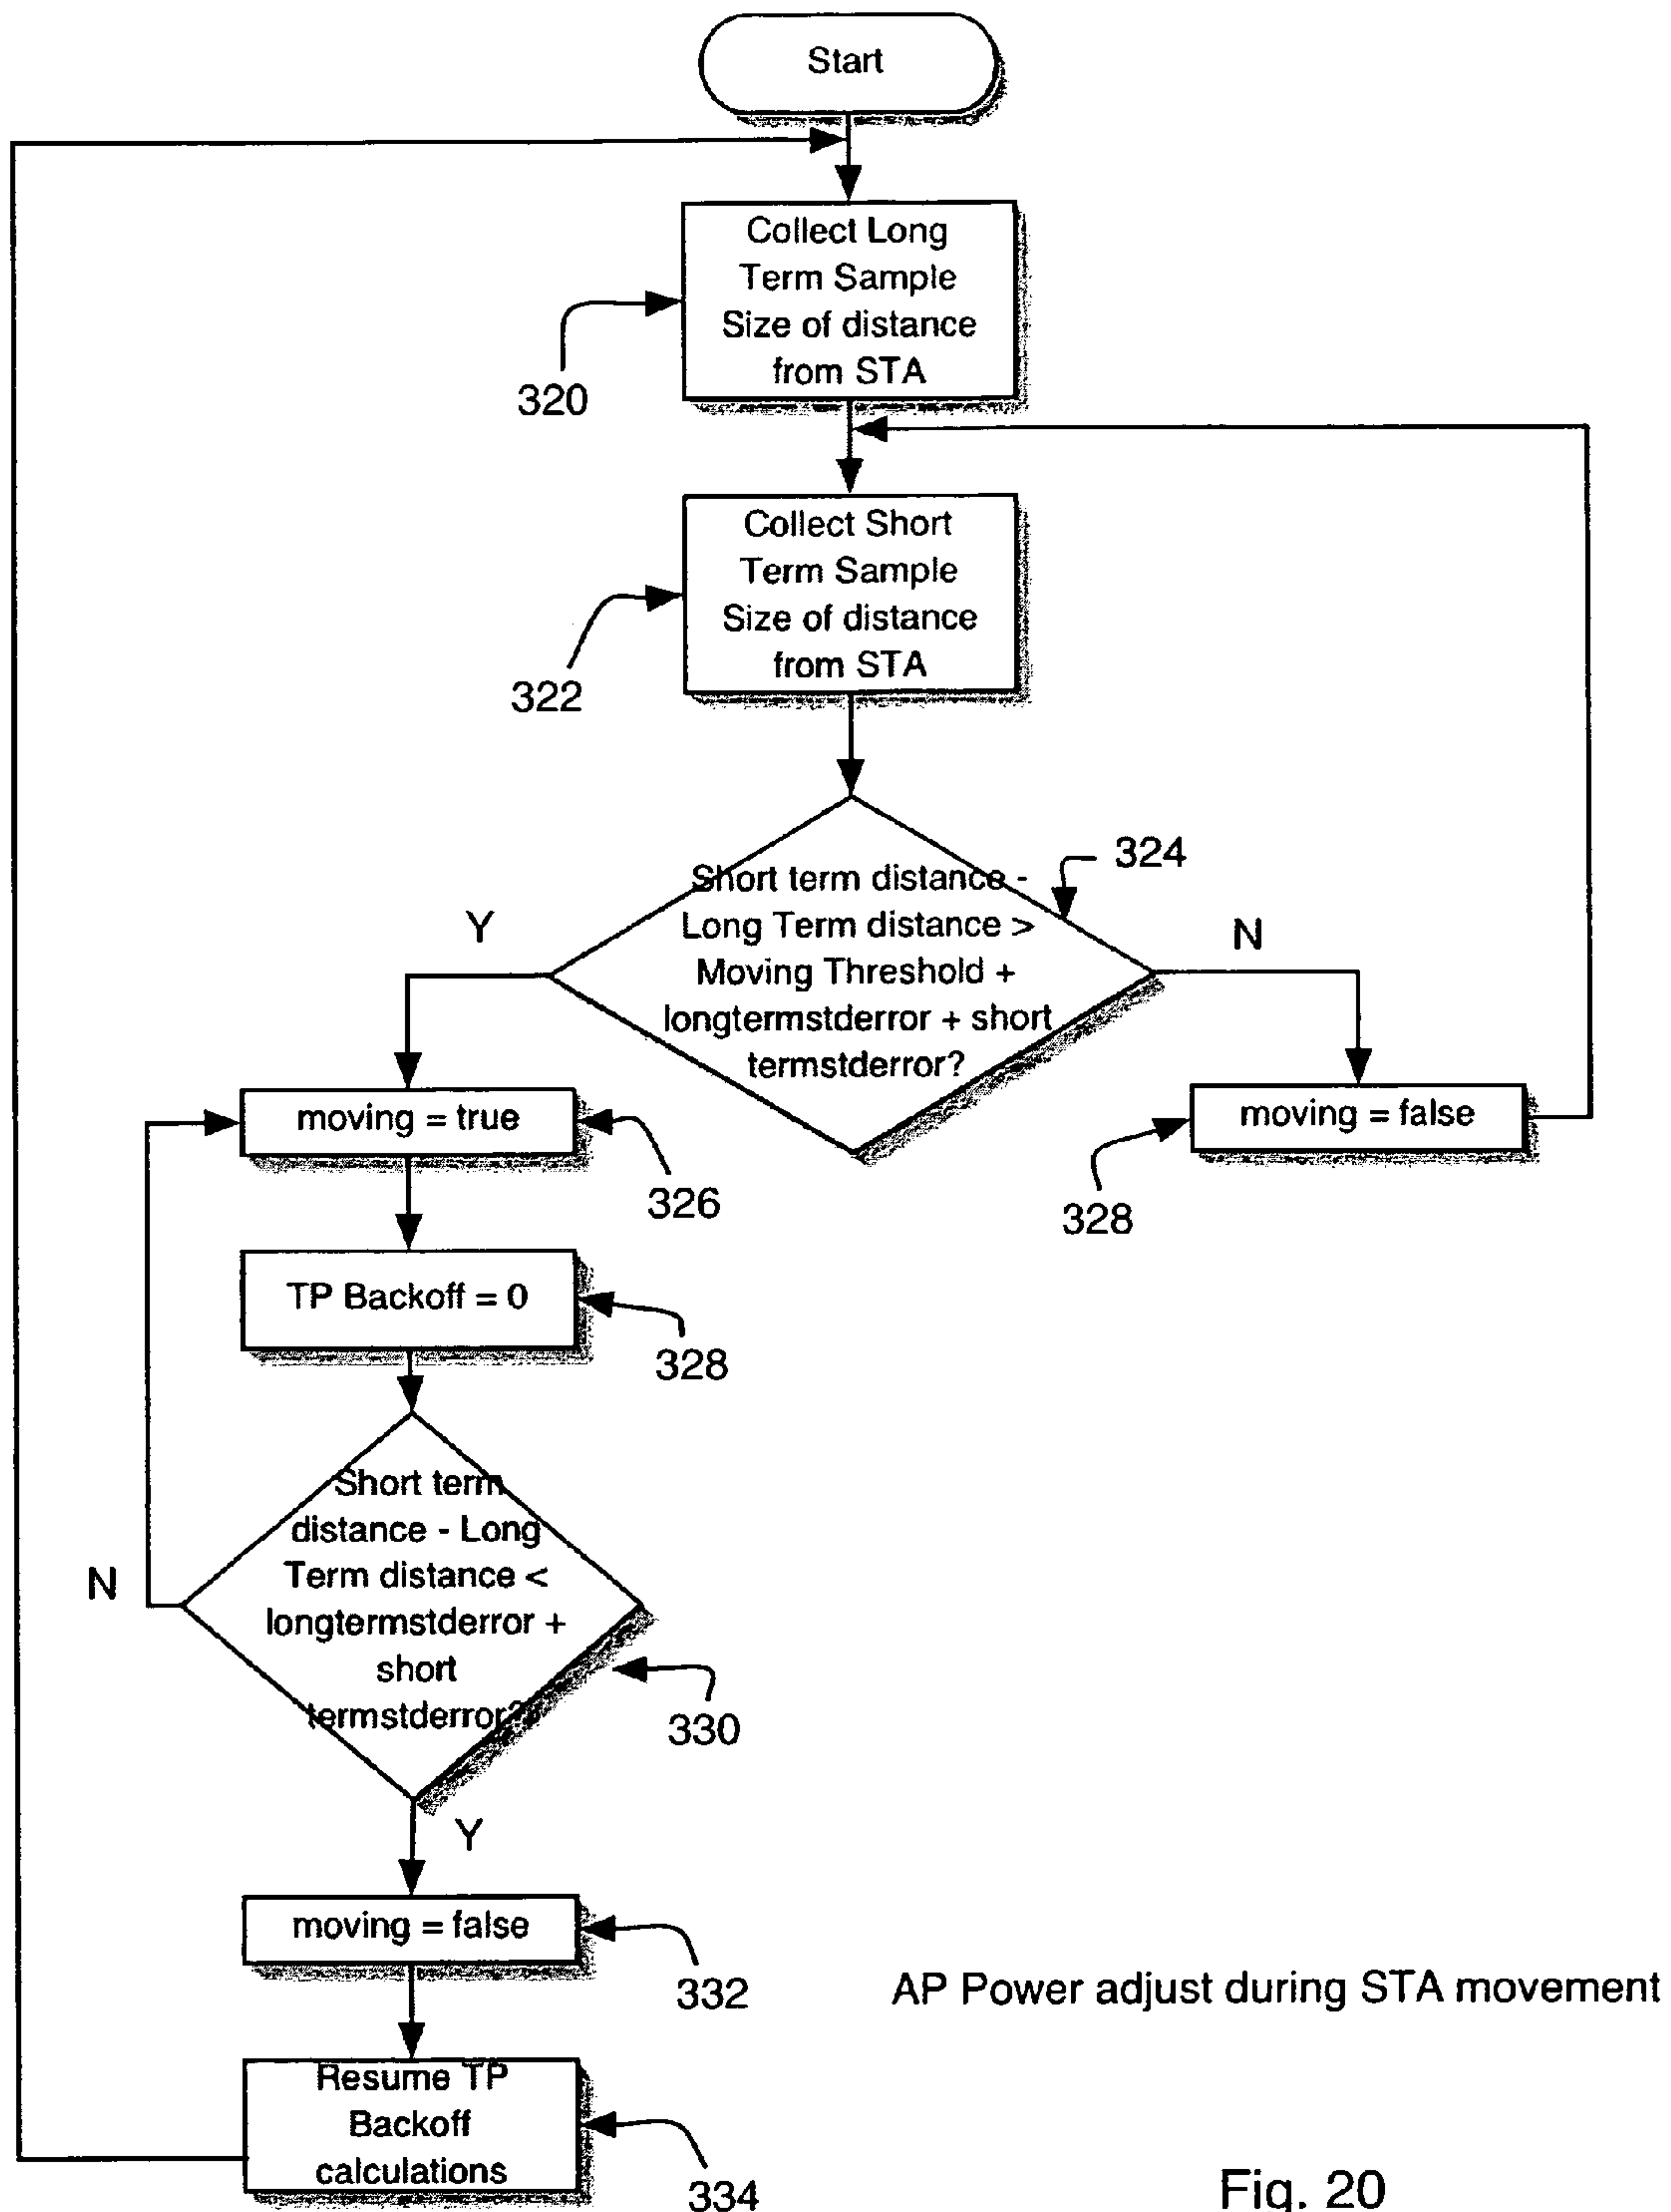 Start
Collect Long
Term Sample
Size of distance
from STA
320
Collect Short
Term Sample
Size of distance
from STA
322
Short term distance -
Long Term distance >
Moving Threshold +
longtermstderror + short
termstderror?
324
Y
N
moving = true
326
moving = false
328
TP Backoff = 0
328
Short term
distance - Long
Term distance <
longtermstderror +
short
termstderror?
330
N
Y
moving = false
332
AP Power adjust during STA movement
Resume TP
Backoff
calculations
334
Fig. 20